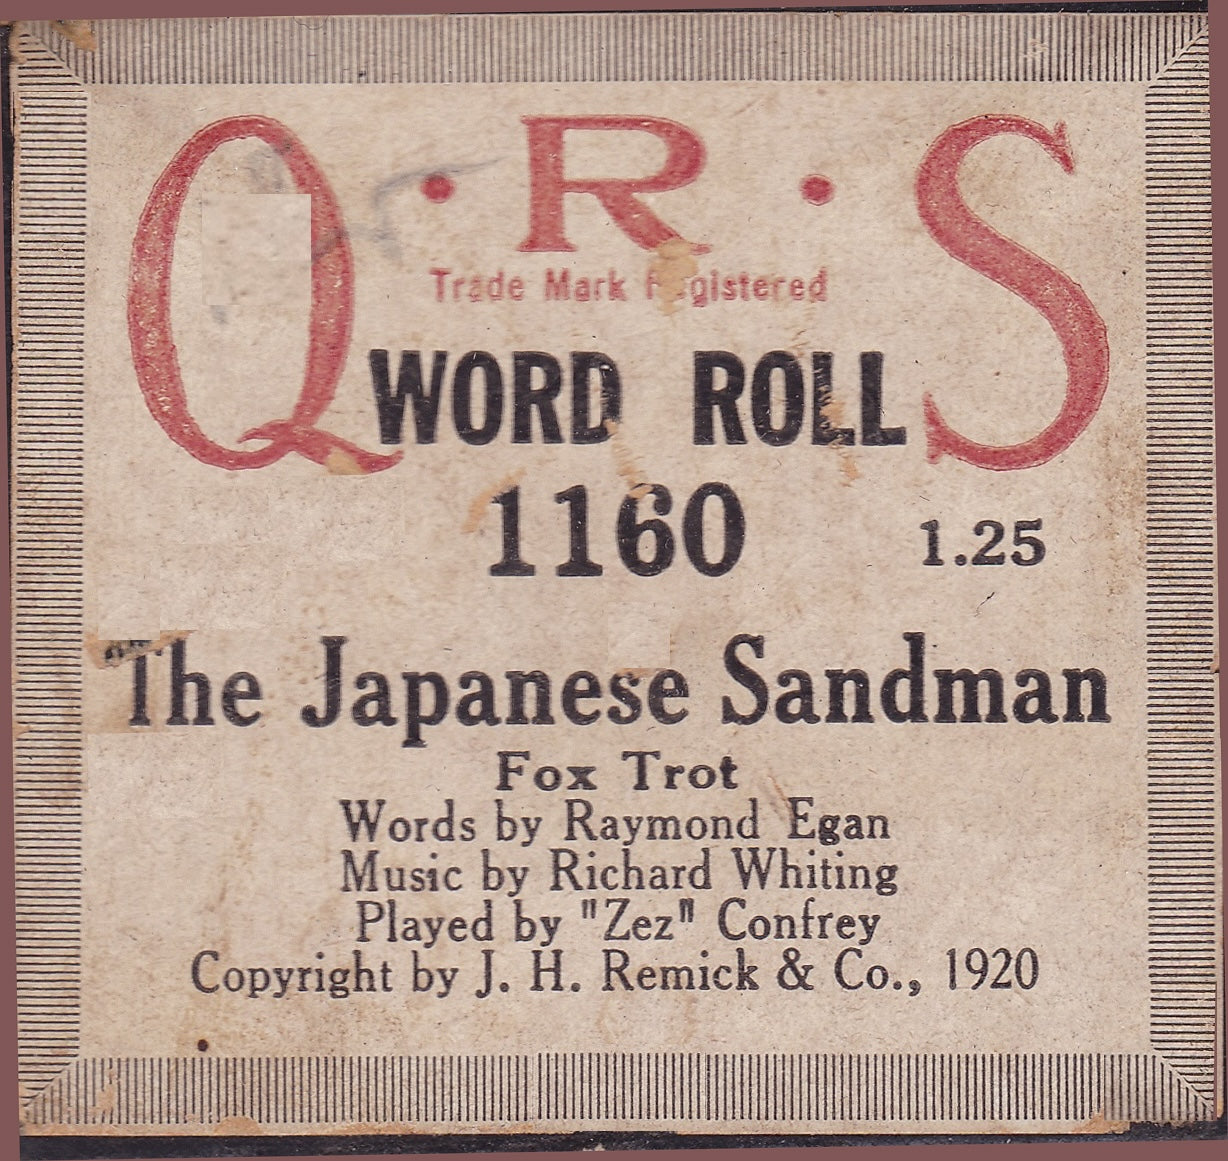 Q·R·S
Trade Mark Registered
WORD ROLL
1160 1.25
The Japanese Sandman
Fox Trot
Words by Raymond Egan
Music by Richard Whiting
Played by "Zez" Confrey
Copyright by J. H. Remick & Co., 1920